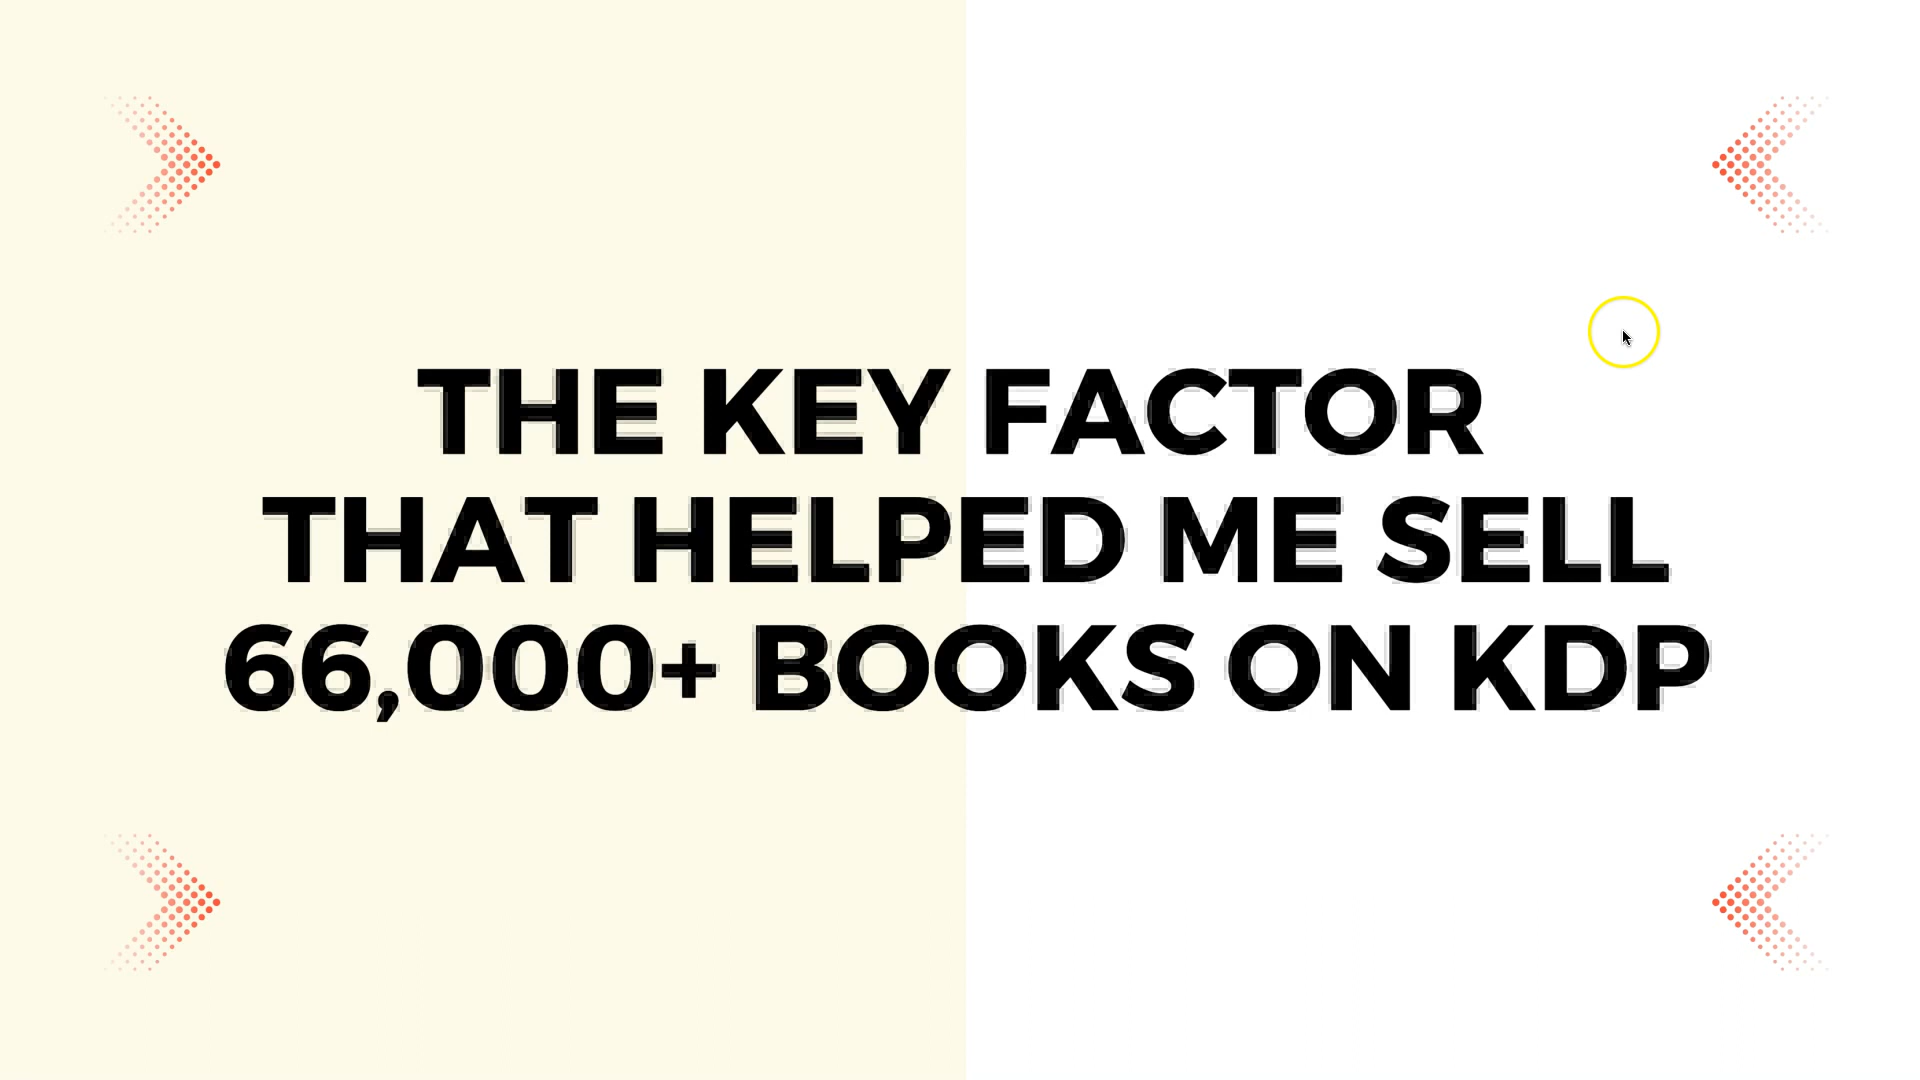 THE KEY FACTOR
THAT HELPED ME SELL
66,000+ BOOKS ON KDP